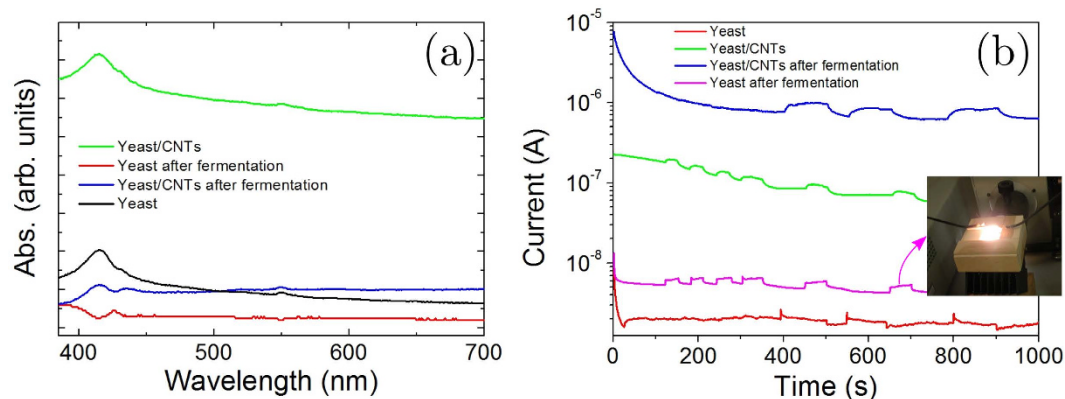 (a)
Abs. (arb. units)
Yeast/CNTs
Yeast after fermentation
Yeast/CNTs after fermentation
Yeast
400 500 600 700
Wavelength (nm)
(b)
Current (A)
10⁻⁵
10⁻⁶
10⁻⁷
10⁻⁸
Yeast
Yeast/CNTs
Yeast/CNTs after fermentation
Yeast after fermentation
0 200 400 600 800 1000
Time (s)